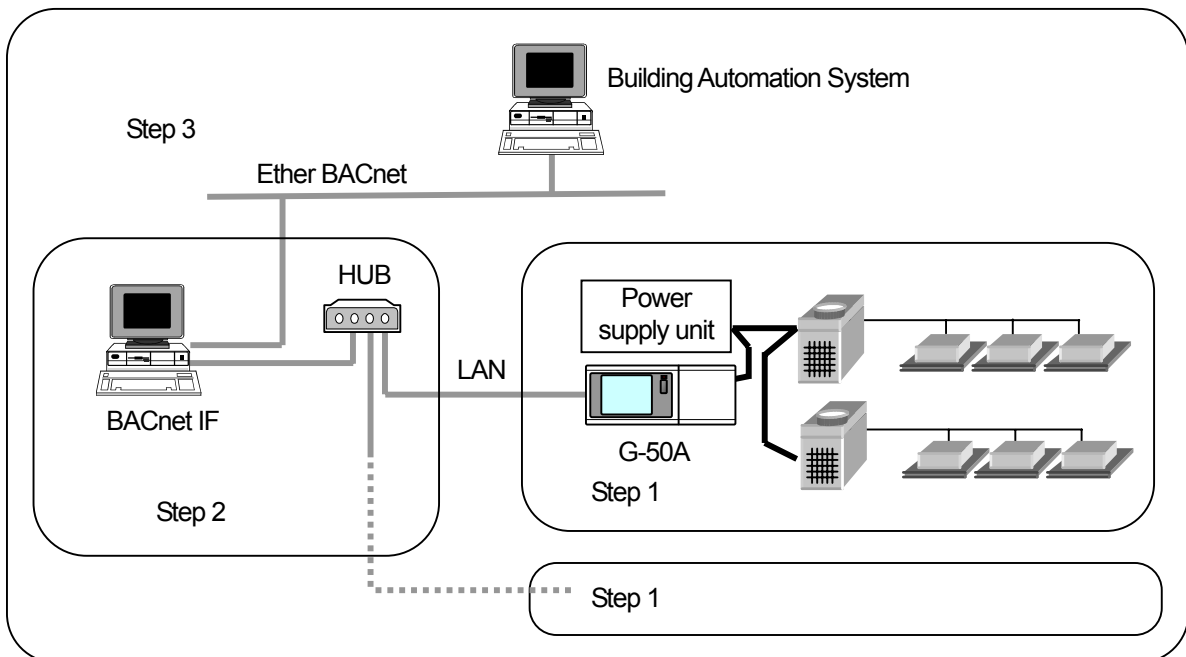 Building Automation System
Step 3
Ether BACnet
HUB
BACnet IF
Step 2
LAN
Power
supply unit
G-50A
Step 1
Step 1